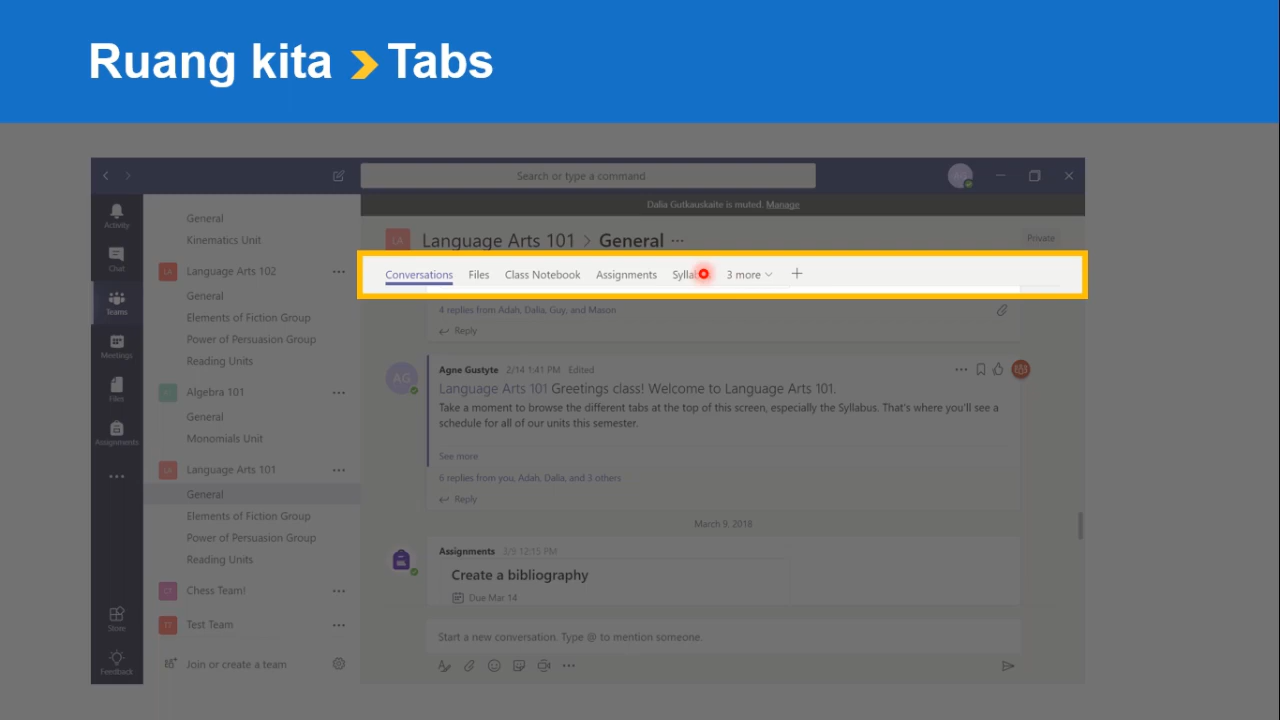 Ruang kita > Tabs
Search or type a command
Dalia Gutkauskaite is muted. Manage
Activity
Chat
Teams
Meetings
Files
Assignments
Store
Feedback
General
Kinematics Unit
LA Language Arts 102 ...
General
Elements of Fiction Group
Power of Persuasion Group
Reading Units
Algebra 101 ...
General
Monomials Unit
LA Language Arts 101 ...
General
Elements of Fiction Group
Power of Persuasion Group
Reading Units
CT Chess Team! ...
TT Test Team ...
Join or create a team
LA Language Arts 101 > General ...
Private
Conversations Files Class Notebook Assignments 3 more +
4 replies from Adah, Dalia, Guy, and Mason
Reply
AG
Agne Gustyte 2/14 1:41 PM Edited
Language Arts 101 Greetings class! Welcome to Language Arts 101.
Take a moment to browse the different tabs at the top of this screen, especially the Syllabus. That's where you'll see a
schedule for all of our units this semester.
See more
6 replies from you, Adah, Dalia, and 3 others
Reply
March 9, 2018
Assignments 3/9 12:15 PM
Create a bibliography
Due Mar 14
Start a new conversation. Type @ to mention someone.